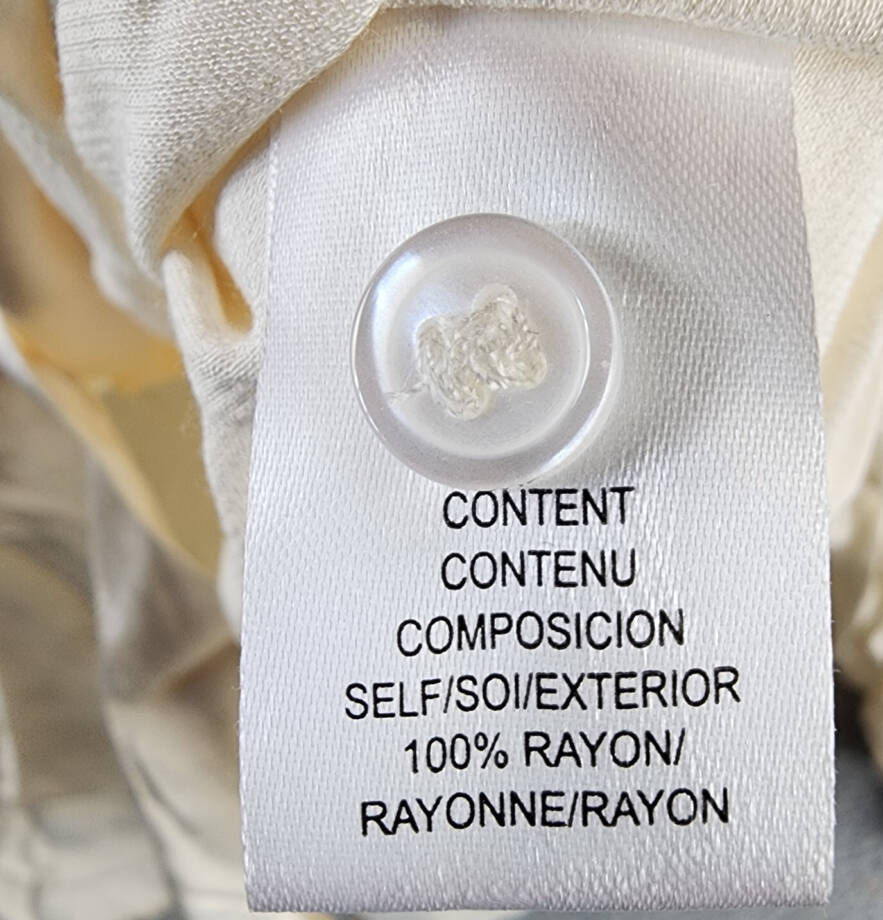 CONTENT
CONTENU
COMPOSICION
SELF/SOI/EXTERIOR
100% RAYON/
RAYONNE/RAYON